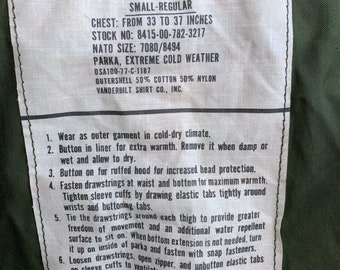 SMALL-REGULAR
CHEST: FROM 33 TO 37 INCHES
STOCK NO: 8415-00-782-3217
NATO SIZE: 7080/8494
PARKA, EXTREME COLD WEATHER
DSA100-77-C-1187
OUTERSHELL 50% COTTON 50% NYLON
VANDERBILT SHIRT CO., INC.
1. Wear as outer garment in cold-dry climate.
2. Button in liner for extra warmth. Remove it when damp or
wet and allow to dry.
3. Button on fur ruffed hood for increased head protection.
4. Fasten drawstrings at waist and bottom for maximum warmth.
Tighten sleeve cuffs by drawing elastic tabs tightly around
wrists and buttoning tabs.
5. Tie the drawstrings around each thigh to provide greater
freedom of movement and an additional water repellent
surface to sit on. When bottom extension is not needed, turn
it up on inside of parka and fasten with snap fasteners.
6. Loosen drawstrings, open zipper, and unbutton elastic tabs
on sleeve cuffs to